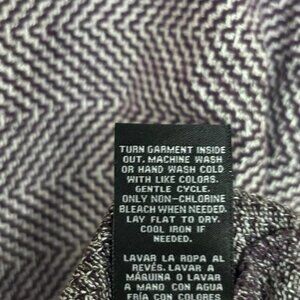 TURN GARMENT INSIDE
OUT. MACHINE WASH
OR HAND WASH COLD
WITH LIKE COLORS.
GENTLE CYCLE.
ONLY NON-CHLORINE
BLEACH WHEN NEEDED.
LAY FLAT TO DRY.
COOL IRON IF
NEEDED.
LAVAR LA ROPA AL
REVÉS. LAVAR A
MÁQUINA O LAVAR
A MANO CON AGUA
FRÍA CON COLORES